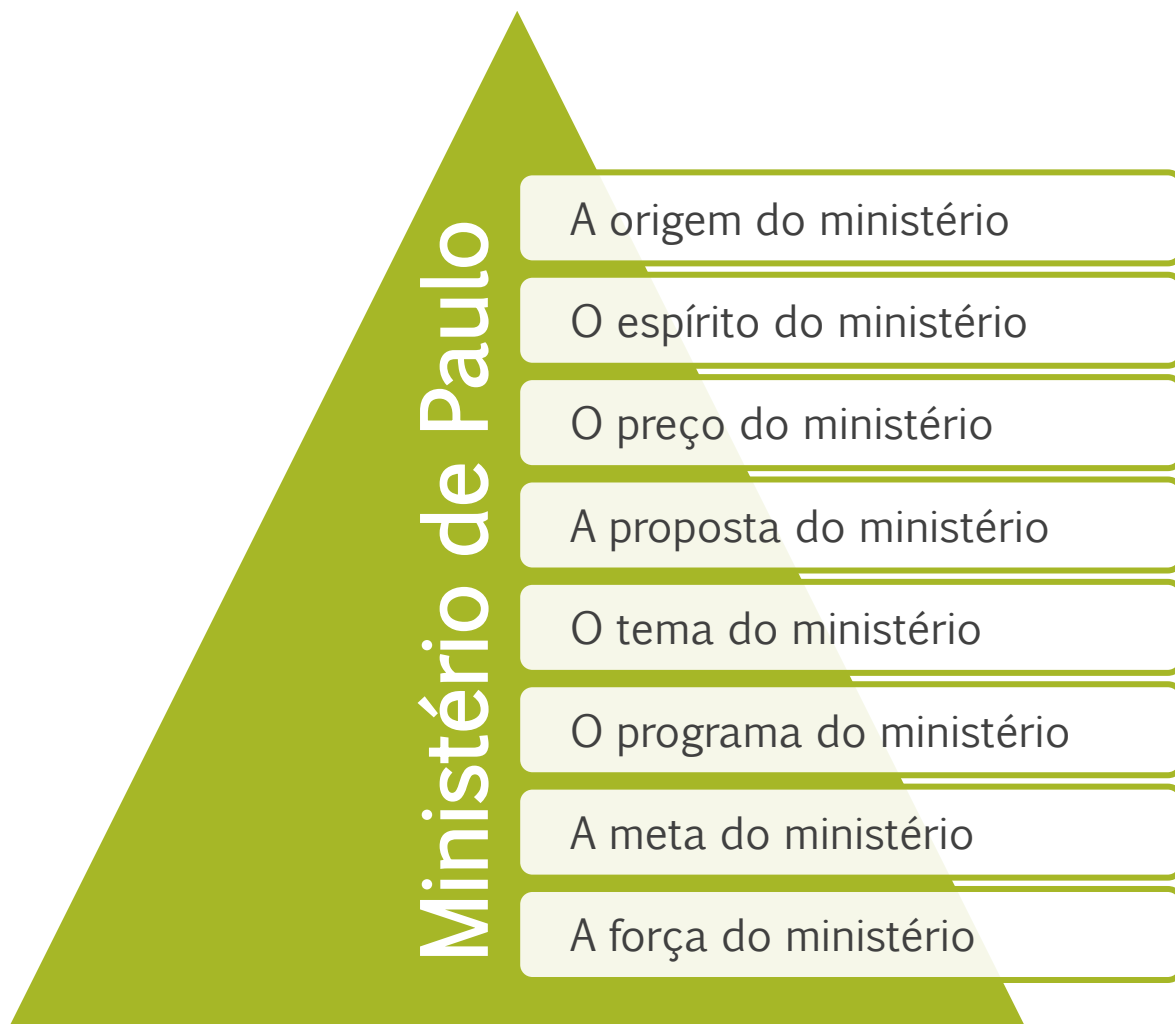 Ministério de Paulo
A origem do ministério
O espírito do ministério
O preço do ministério
A proposta do ministério
O tema do ministério
O programa do ministério
A meta do ministério
A força do ministério